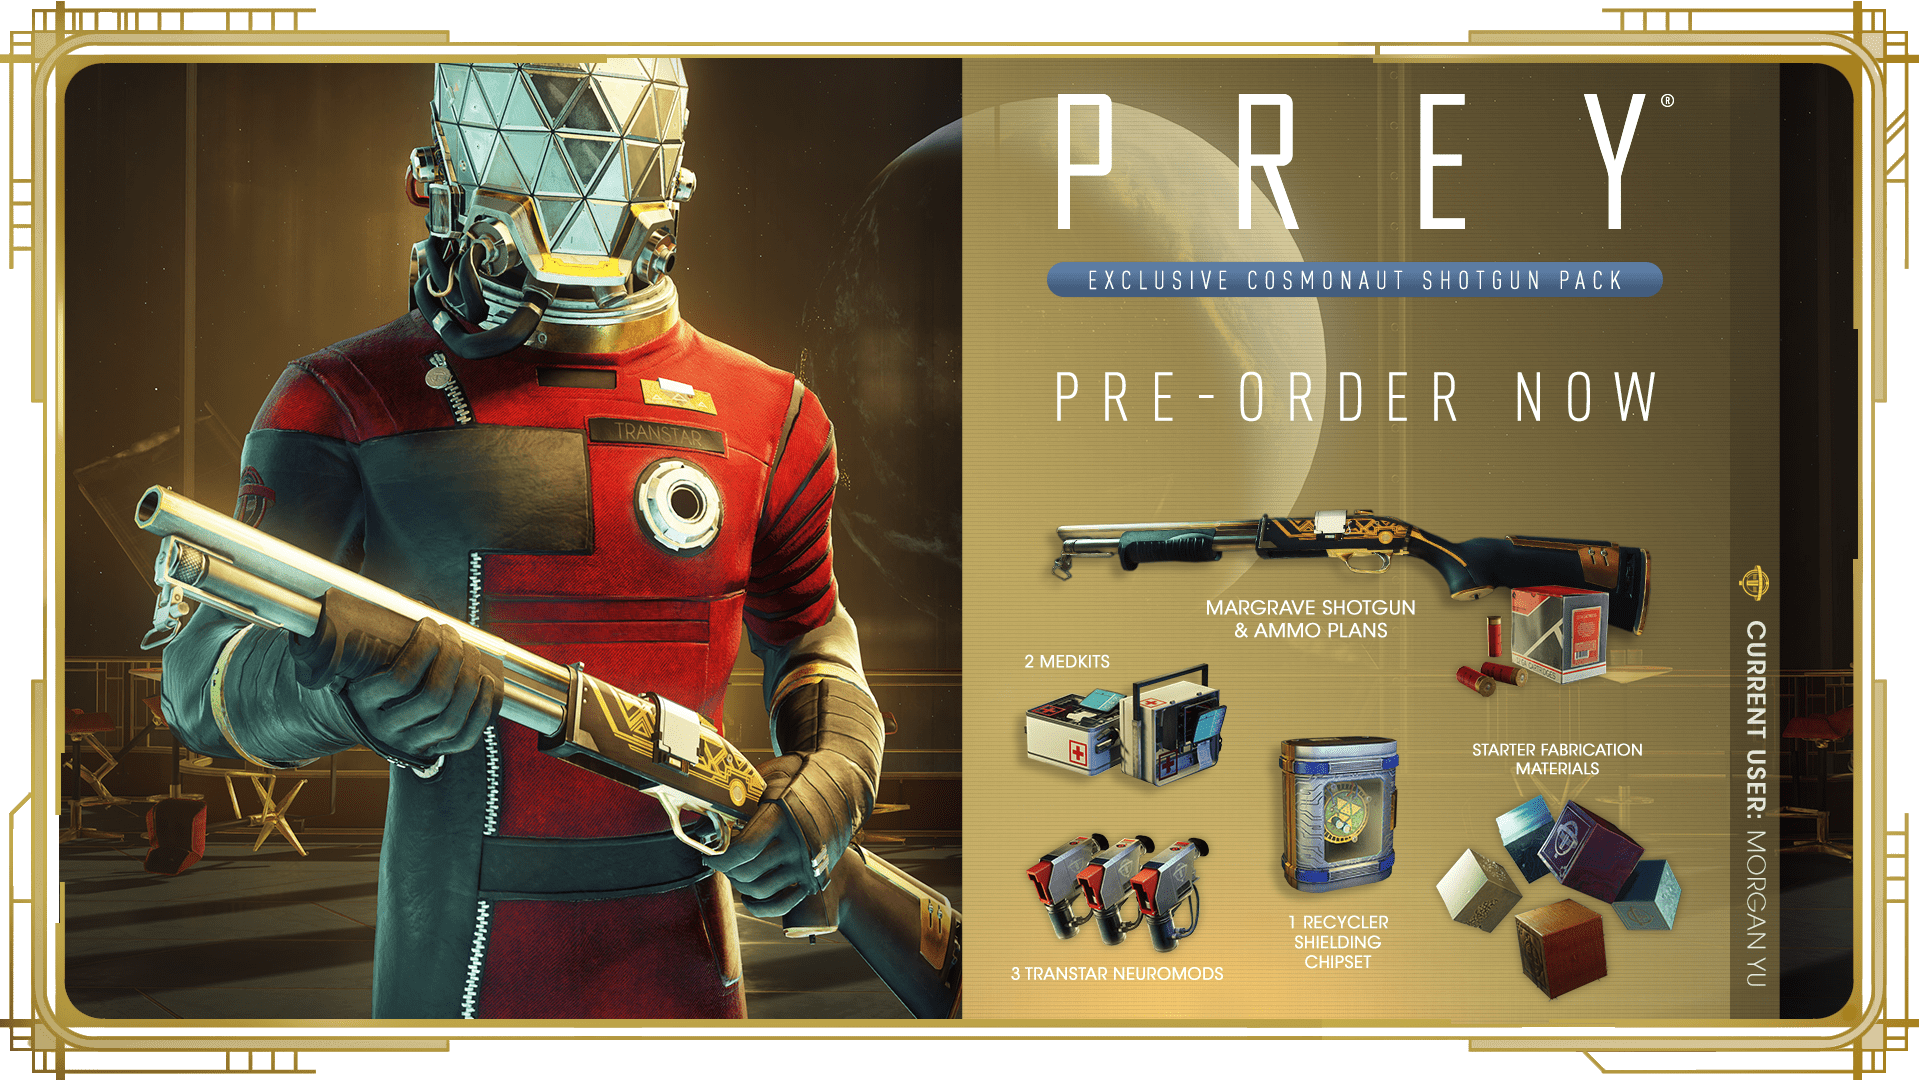 PREY®
EXCLUSIVE COSMONAUT SHOTGUN PACK
PRE-ORDER NOW
TRANSTAR
MARGRAVE SHOTGUN
& AMMO PLANS
2 MEDKITS
STARTER FABRICATION
MATERIALS
1 RECYCLER
SHIELDING
CHIPSET
3 TRANSTAR NEUROMODS
CURRENT USER: MORGAN YU